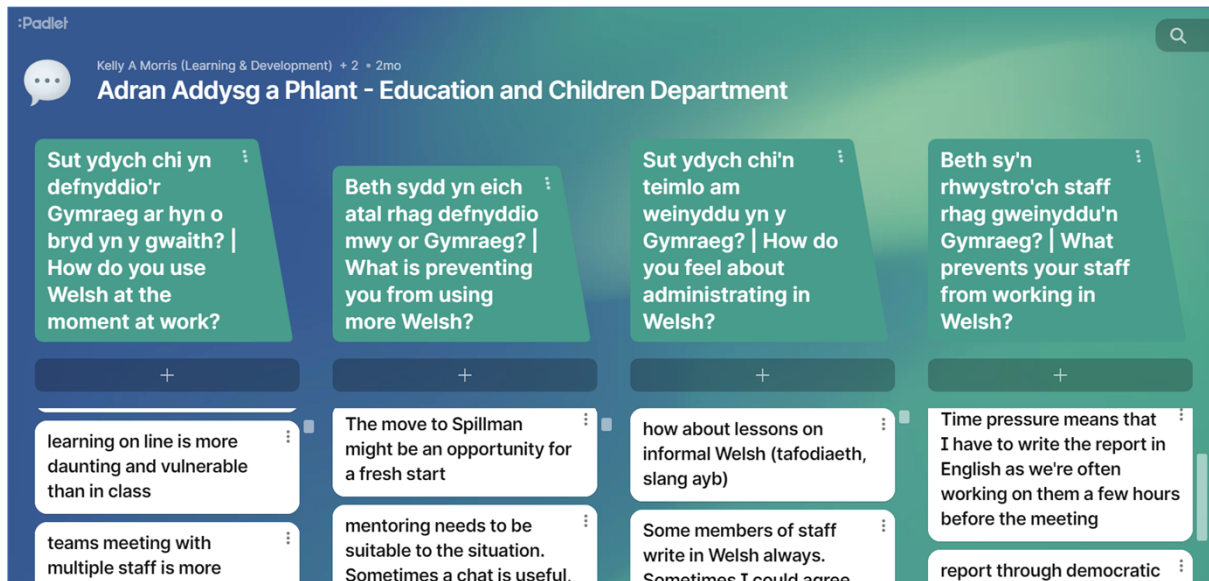 :Padlet
Kelly A Morris (Learning & Development) + 2 • 2mo
Adran Addysg a Phlant - Education and Children Department
Sut ydych chi yn
defnyddio'r
Gymraeg ar hyn o
bryd yn y gwaith? |
How do you use
Welsh at the
moment at work?
+
learning on line is more
daunting and vulnerable
than in class
teams meeting with
multiple staff is more
Beth sydd yn eich
atal rhag defnyddio
mwy or Gymraeg? |
What is preventing
you from using
more Welsh?
+
The move to Spillman
might be an opportunity for
a fresh start
mentoring needs to be
suitable to the situation.
Sometimes a chat is useful,
Sut ydych chi'n
teimlo am
weinyddu yn y
Gymraeg? | How do
you feel about
administrating in
Welsh?
+
how about lessons on
informal Welsh (tafodiaeth,
slang ayb)
Some members of staff
write in Welsh always.
Sometimes I could agree
Beth sy'n
rhwystro'ch staff
rhag gweinyddu'n
Gymraeg? | What
prevents your staff
from working in
Welsh?
+
Time pressure means that
I have to write the report in
English as we're often
working on them a few hours
before the meeting
report through democratic